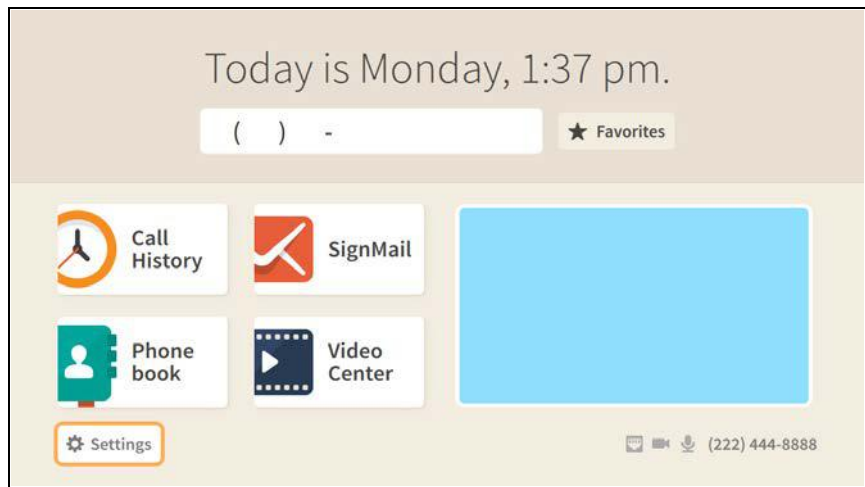 Today is Monday, 1:37 pm.
( ) -
Favorites
Call
History
SignMail
Phone
book
Video
Center
Settings
(222) 444-8888